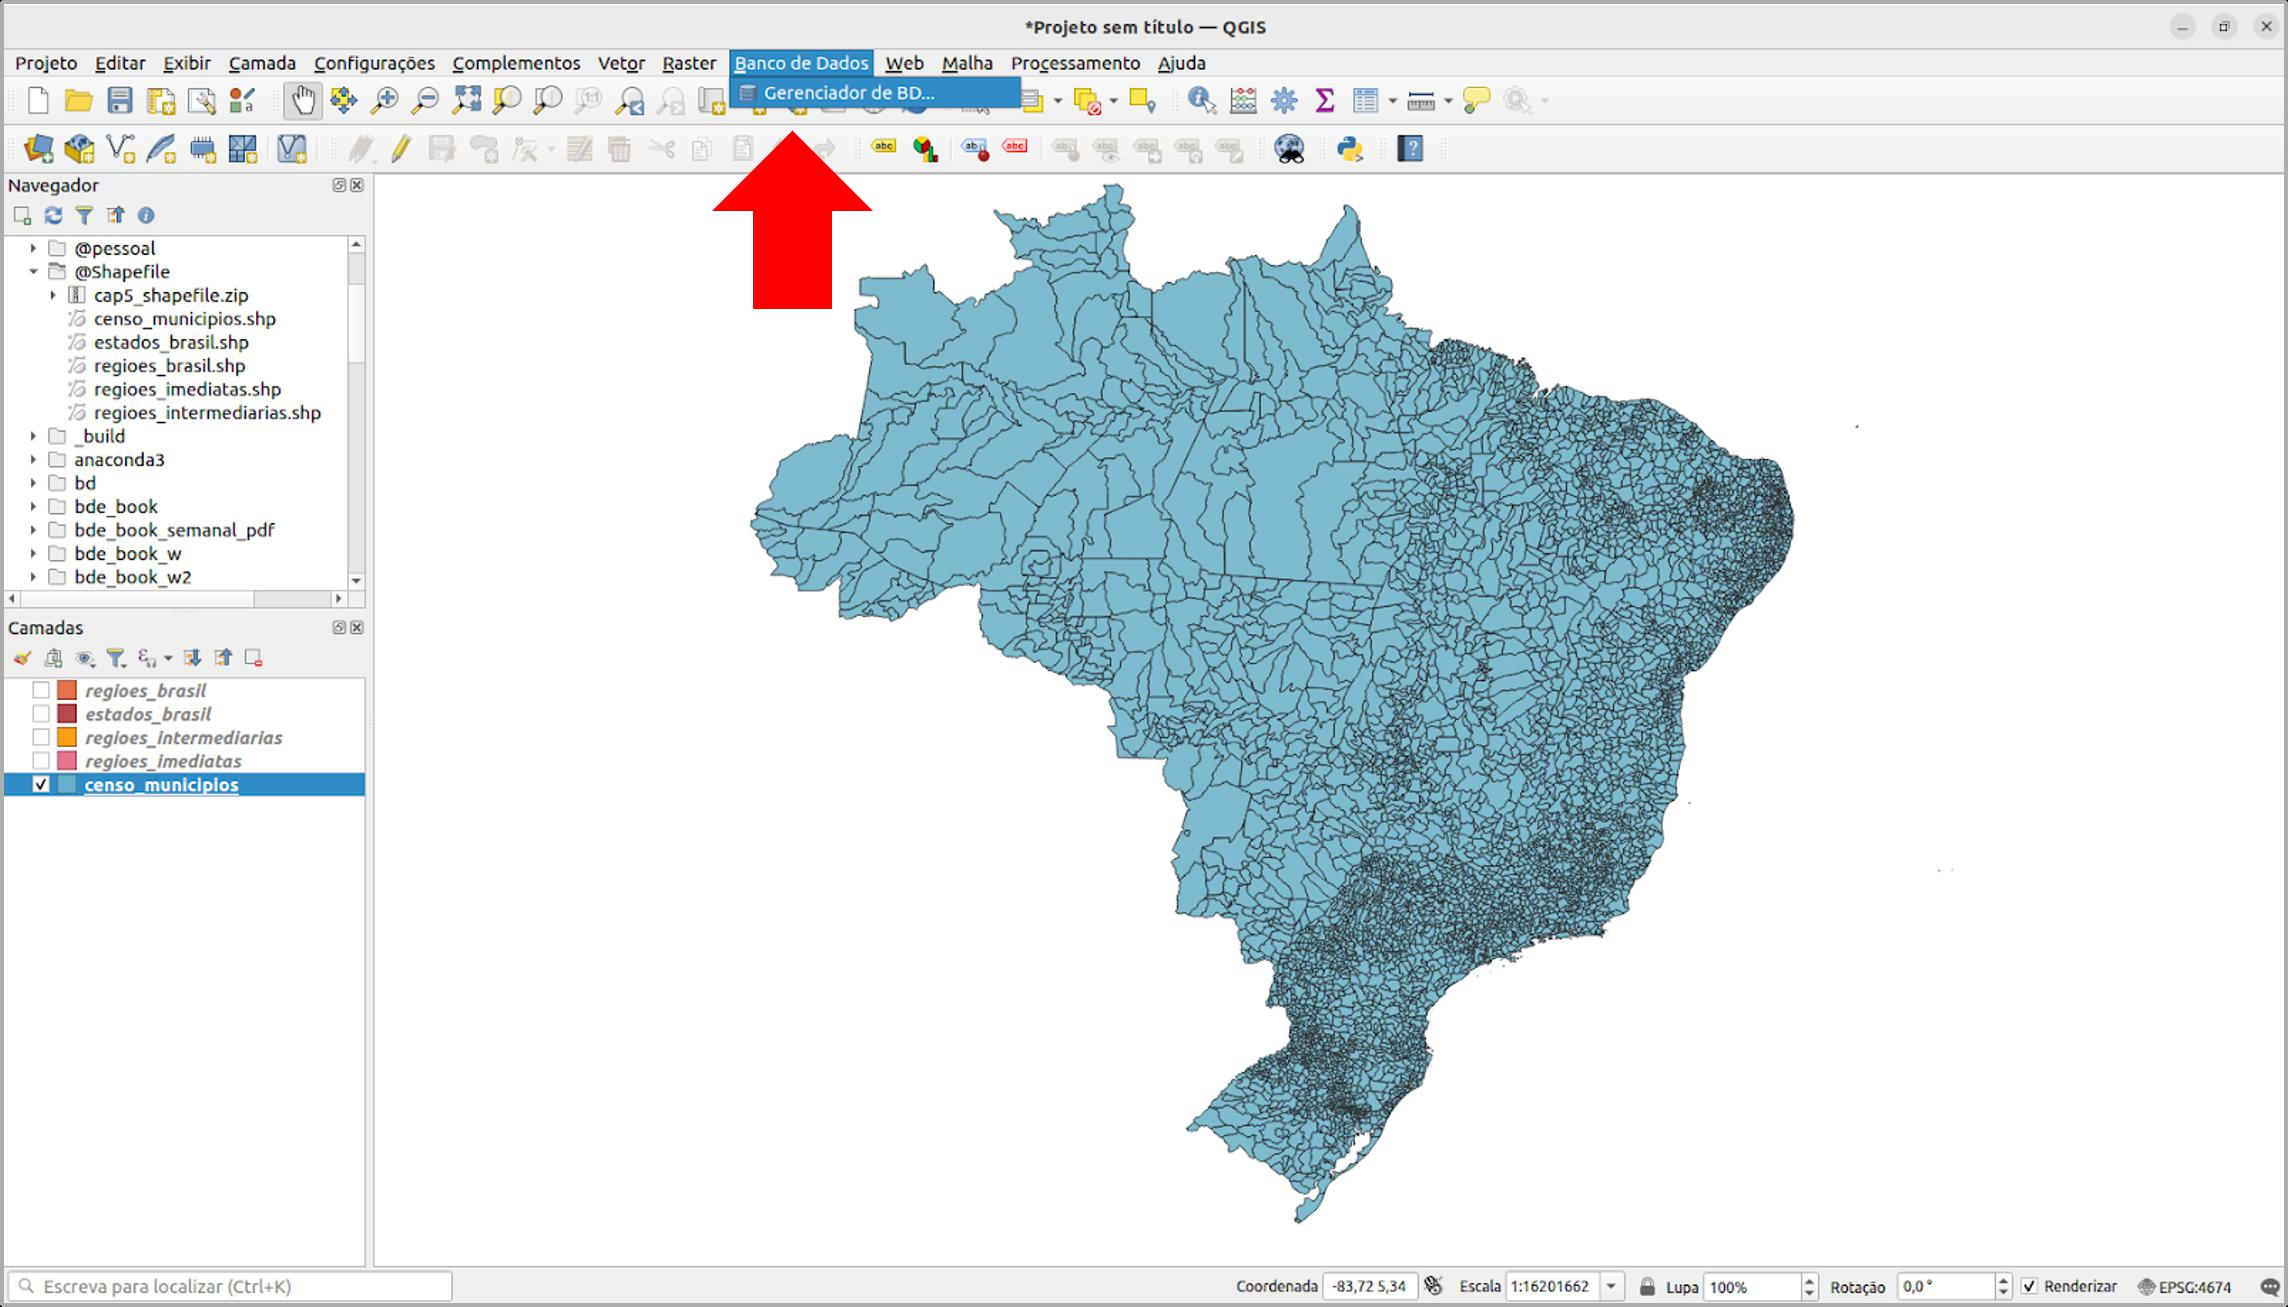 *Projeto sem título — QGIS
Projeto Editar Exibir Camada Configurações Complementos Vetor Raster Banco de Dados Web Malha Processamento Ajuda
Gerenciador de BD...
Navegador
@pessoal
@Shapefile
cap5_shapefile.zip
censo_municipios.shp
estados_brasil.shp
regioes_brasil.shp
regioes_imediatas.shp
regioes_intermediarias.shp
_build
anaconda3
bd
bde_book
bde_book_semanal_pdf
bde_book_w
bde_book_w2
Camadas
regioes_brasil
estados_brasil
regioes_intermediarias
regioes_imediatas
censo_municipios
Escreva para localizar (Ctrl+K) Coordenada -83,72 5,34 Escala 1:16201662 Lupa 100% Rotação 0,0 ° Renderizar EPSG:4674